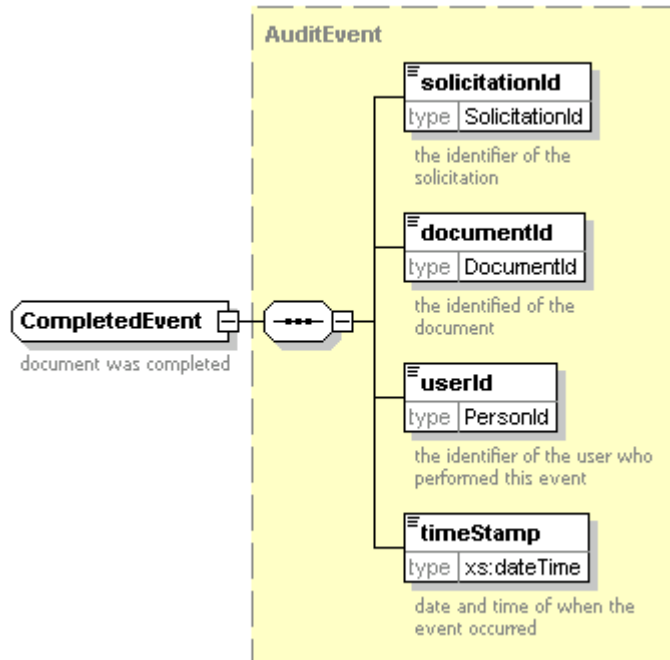 AuditEvent
solicitationId
type SolicitationId
the identifier of the
solicitation
documentId
type DocumentId
the identified of the
document
CompletedEvent
document was completed
userId
type PersonId
the identifier of the user who
performed this event
timeStamp
type xs:dateTime
date and time of when the
event occurred